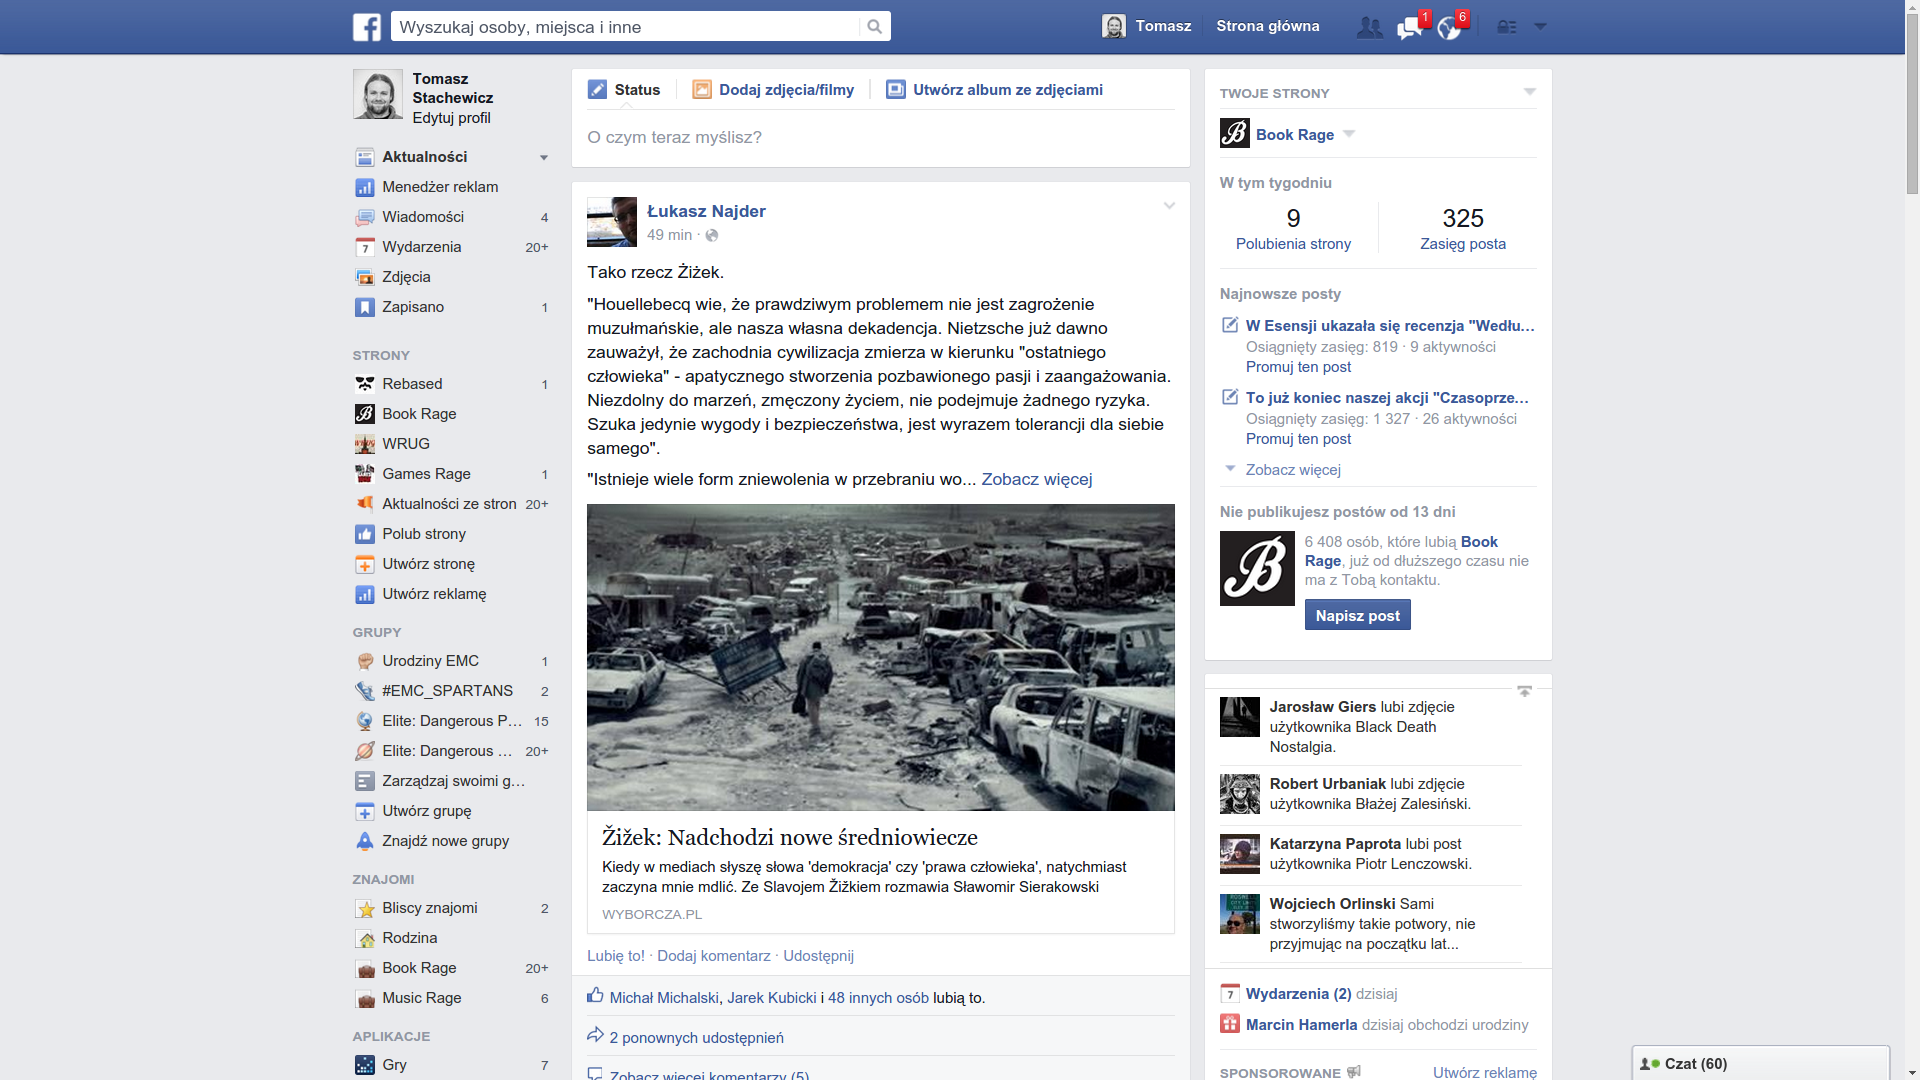 Wyszukaj osoby, miejsca i inne
Tomasz
Strona główna
1
6
Tomasz
Stachewicz
Edytuj profil
Aktualności
Menedżer reklam
Wiadomości 4
7 Wydarzenia 20+
Zdjęcia
Zapisano 1
STRONY
Rebased 1
Book Rage
WRUG
Games Rage 1
Aktualności ze stron 20+
Polub strony
Utwórz stronę
Utwórz reklamę
GRUPY
Urodziny EMC 1
#EMC_SPARTANS 2
Elite: Dangerous P... 15
Elite: Dangerous ... 20+
Zarządzaj swoimi g...
Utwórz grupę
Znajdź nowe grupy
ZNAJOMI
Bliscy znajomi 2
Rodzina
Book Rage 20+
Music Rage 6
APLIKACJE
Gry 7
Status
Dodaj zdjęcia/filmy
Utwórz album ze zdjęciami
O czym teraz myślisz?
Łukasz Najder
49 min ·
Tako rzecz Žižek.
"Houellebecq wie, że prawdziwym problemem nie jest zagrożenie
muzułmańskie, ale nasza własna dekadencja. Nietzsche już dawno
zauważył, że zachodnia cywilizacja zmierza w kierunku "ostatniego
człowieka" - apatycznego stworzenia pozbawionego pasji i zaangażowania.
Niezdolny do marzeń, zmęczony życiem, nie podejmuje żadnego ryzyka.
Szuka jedynie wygody i bezpieczeństwa, jest wyrazem tolerancji dla siebie
samego".
"Istnieje wiele form zniewolenia w przebraniu wo... Zobacz więcej
Žižek: Nadchodzi nowe średniowiecze
Kiedy w mediach słyszę słowa 'demokracja' czy 'prawa człowieka', natychmiast
zaczyna mnie mdlić. Ze Slavojem Žižkiem rozmawia Sławomir Sierakowski
WYBORCZA.PL
Lubię to! · Dodaj komentarz · Udostępnij
Michał Michalski, Jarek Kubicki i 48 innych osób lubią to.
2 ponownych udostępnień
Zobacz więcej komentarzy (5)
TWOJE STRONY
B Book Rage
W tym tygodniu
9
Polubienia strony
325
Zasięg posta
Najnowsze posty
W Esensji ukazała się recenzja "Wedłu...
Osiągnięty zasięg: 819 · 9 aktywności
Promuj ten post
To już koniec naszej akcji "Czasoprze...
Osiągnięty zasięg: 1 327 · 26 aktywności
Promuj ten post
Zobacz więcej
Nie publikujesz postów od 13 dni
B
6 408 osób, które lubią Book
Rage, już od dłuższego czasu nie
ma z Tobą kontaktu.
Napisz post
Jarosław Giers lubi zdjęcie
użytkownika Black Death
Nostalgia.
Robert Urbaniak lubi zdjęcie
użytkownika Błażej Zalesiński.
Katarzyna Paprota lubi post
użytkownika Piotr Lenczowski.
Wojciech Orlinski Sami
stworzyliśmy takie potwory, nie
przyjmując na początku lat...
7 Wydarzenia (2) dzisiaj
Marcin Hamerla dzisiaj obchodzi urodziny
SPONSOROWANE
Utwórz reklamę
Czat (60)